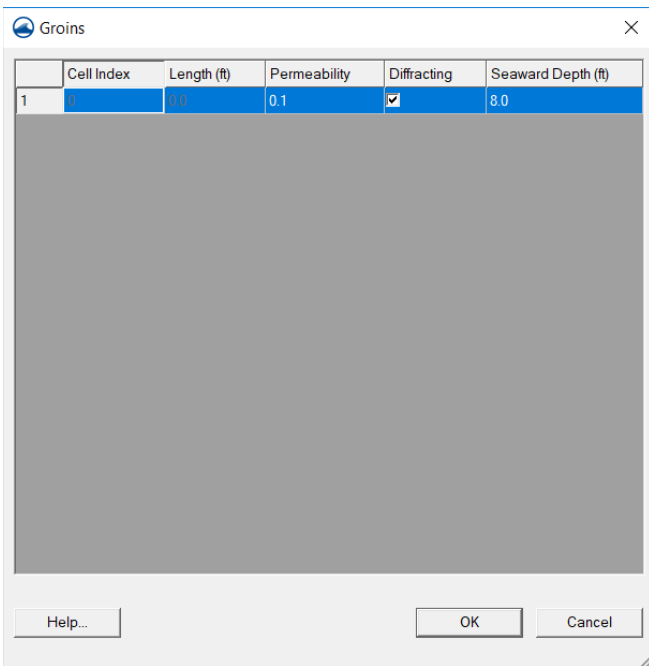 Groins
Cell Index Length (ft) Permeability Diffracting Seaward Depth (ft)
1 0 0.0 0.1 8.0
Help... OK Cancel